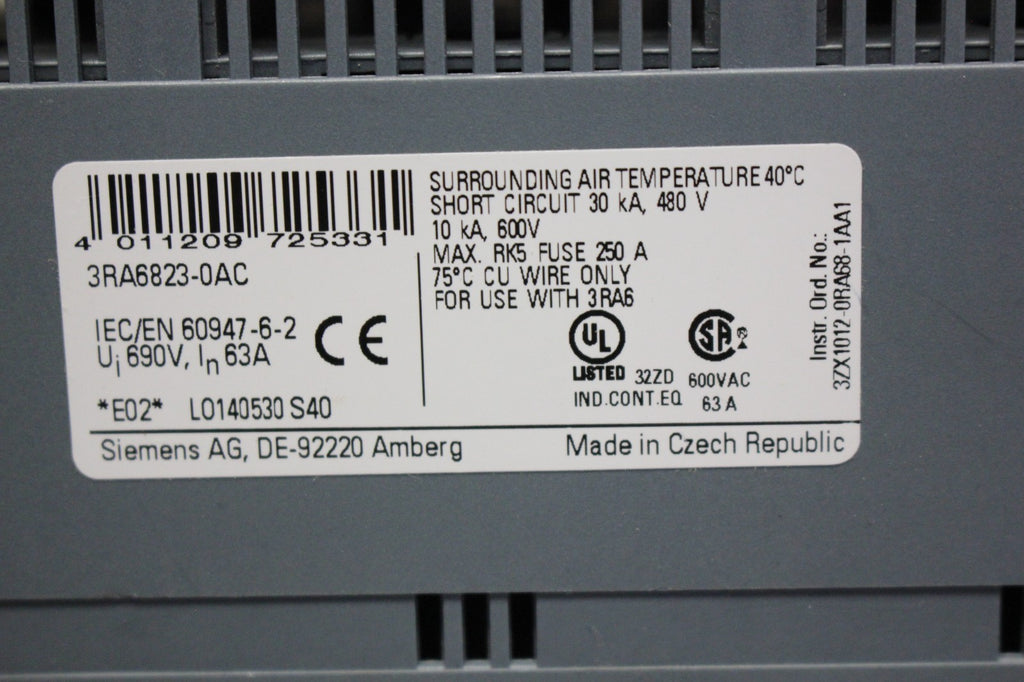 4 011209 725331
3RA6823-0AC
IEC/EN 60947-6-2
Ui 690V, In 63A
CE
*E02* L0140530 S40
SURROUNDING AIR TEMPERATURE 40°C
SHORT CIRCUIT 30 kA, 480 V
10 kA, 600V
MAX. RK5 FUSE 250 A
75°C CU WIRE ONLY
FOR USE WITH 3RA6
UL
LISTED 32ZD
IND.CONT.EQ
SA
600VAC
63 A
Instr. Ord. No.:
3ZX1012-0RA68-1AA1
Siemens AG, DE-92220 Amberg
Made in Czech Republic